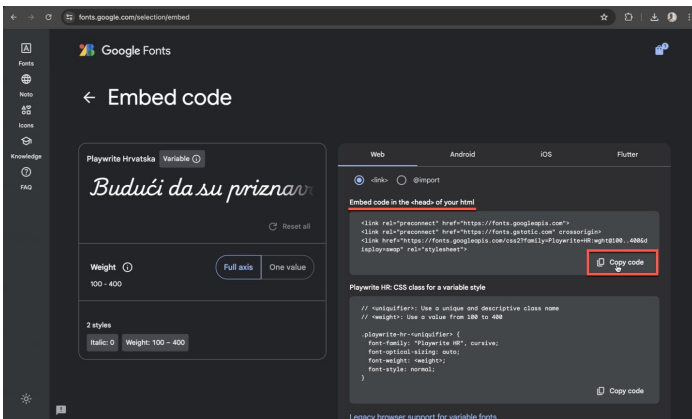 fonts.google.com/selection/embed
Fonts
Noto
Icons
Knowledge
FAQ
Google Fonts
Embed code
Playwrite Hrvatska Variable
Budući da su priznanr
Reset all
Weight
Full axis One value
100 - 400
2 styles
Italic: 0 Weight: 100 – 400
Web Android iOS Flutter
<link> @import
Embed code in the <head> of your html
<link rel="preconnect" href="https://fonts.googleapis.com">
<link rel="preconnect" href="https://fonts.gstatic.com" crossorigin>
<link href="https://fonts.googleapis.com/css2?family=Playwrite+HR:wght@100..400&d
isplay=swap" rel="stylesheet">
Copy code
Playwrite HR: CSS class for a variable style
// <uniquifier>: Use a unique and descriptive class name
// <weight>: Use a value from 100 to 400
.playwrite-hr-<uniquifier> {
font-family: "Playwrite HR", cursive;
font-optical-sizing: auto;
font-weight: <weight>;
font-style: normal;
}
Copy code
Legacy browser support for variable fonts